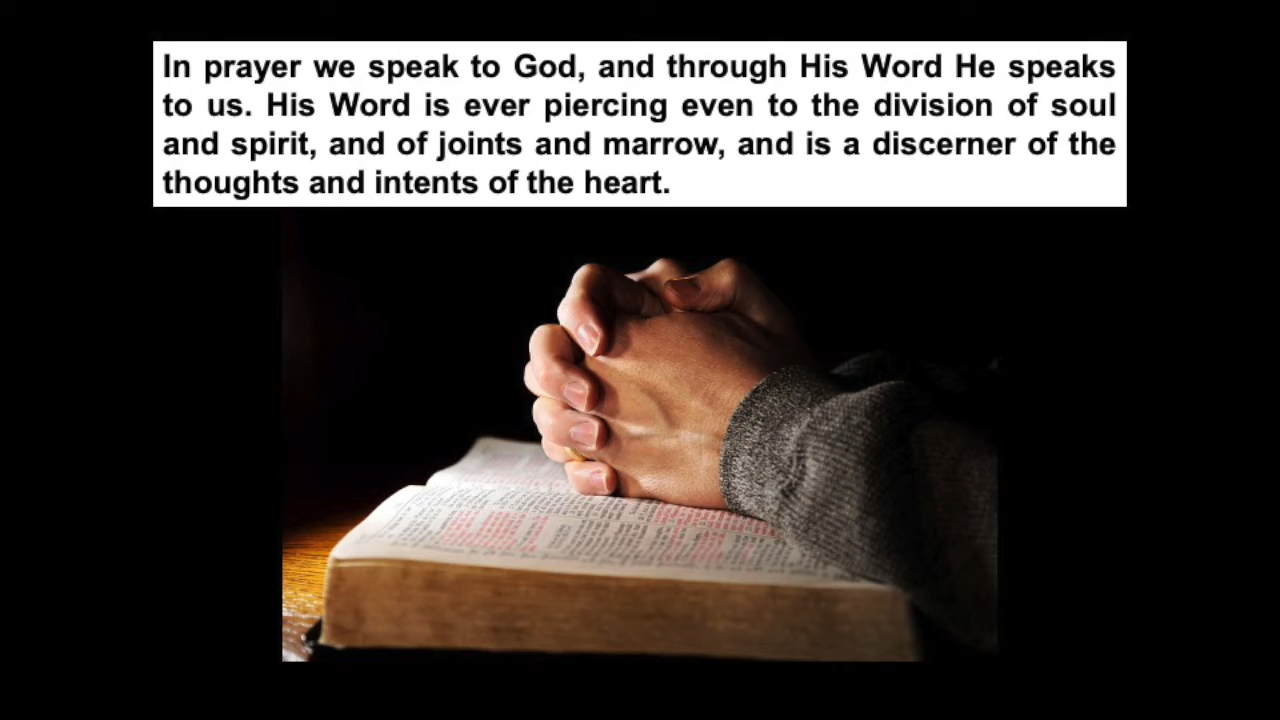 In prayer we speak to God, and through His Word He speaks
to us. His Word is ever piercing even to the division of soul
and spirit, and of joints and marrow, and is a discerner of the
thoughts and intents of the heart.